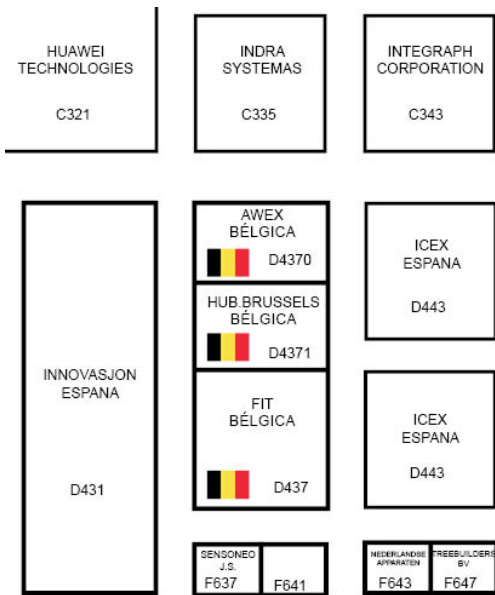 HUAWEI
TECHNOLOGIES
C321
INDRA
SYSTEMAS
C335
INTEGRAPH
CORPORATION
C343
INNOVASJON
ESPANA
D431
AWEX
BÉLGICA
D4370
HUB.BRUSSELS
BÉLGICA
D4371
FIT
BÉLGICA
D437
ICEX
ESPANA
D443
ICEX
ESPANA
D443
SENSONEO
J.S.
F637
F641
NEDERLANDSE
APPARATEN
F643
TREEBUILDERS
BV
F647